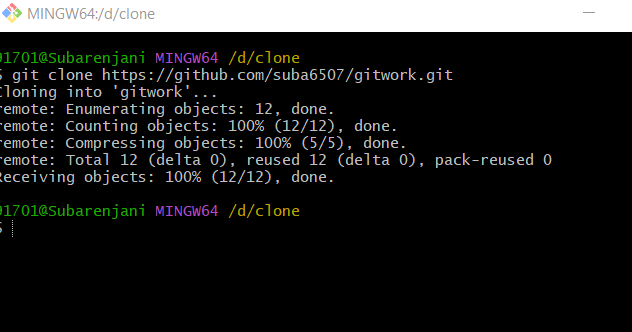 MINGW64:/d/clone
91701@Subarenjani MINGW64 /d/clone
$ git clone https://github.com/suba6507/gitwork.git
Cloning into 'gitwork'...
remote: Enumerating objects: 12, done.
remote: Counting objects: 100% (12/12), done.
remote: Compressing objects: 100% (5/5), done.
remote: Total 12 (delta 0), reused 12 (delta 0), pack-reused 0
Receiving objects: 100% (12/12), done.
91701@Subarenjani MINGW64 /d/clone
$